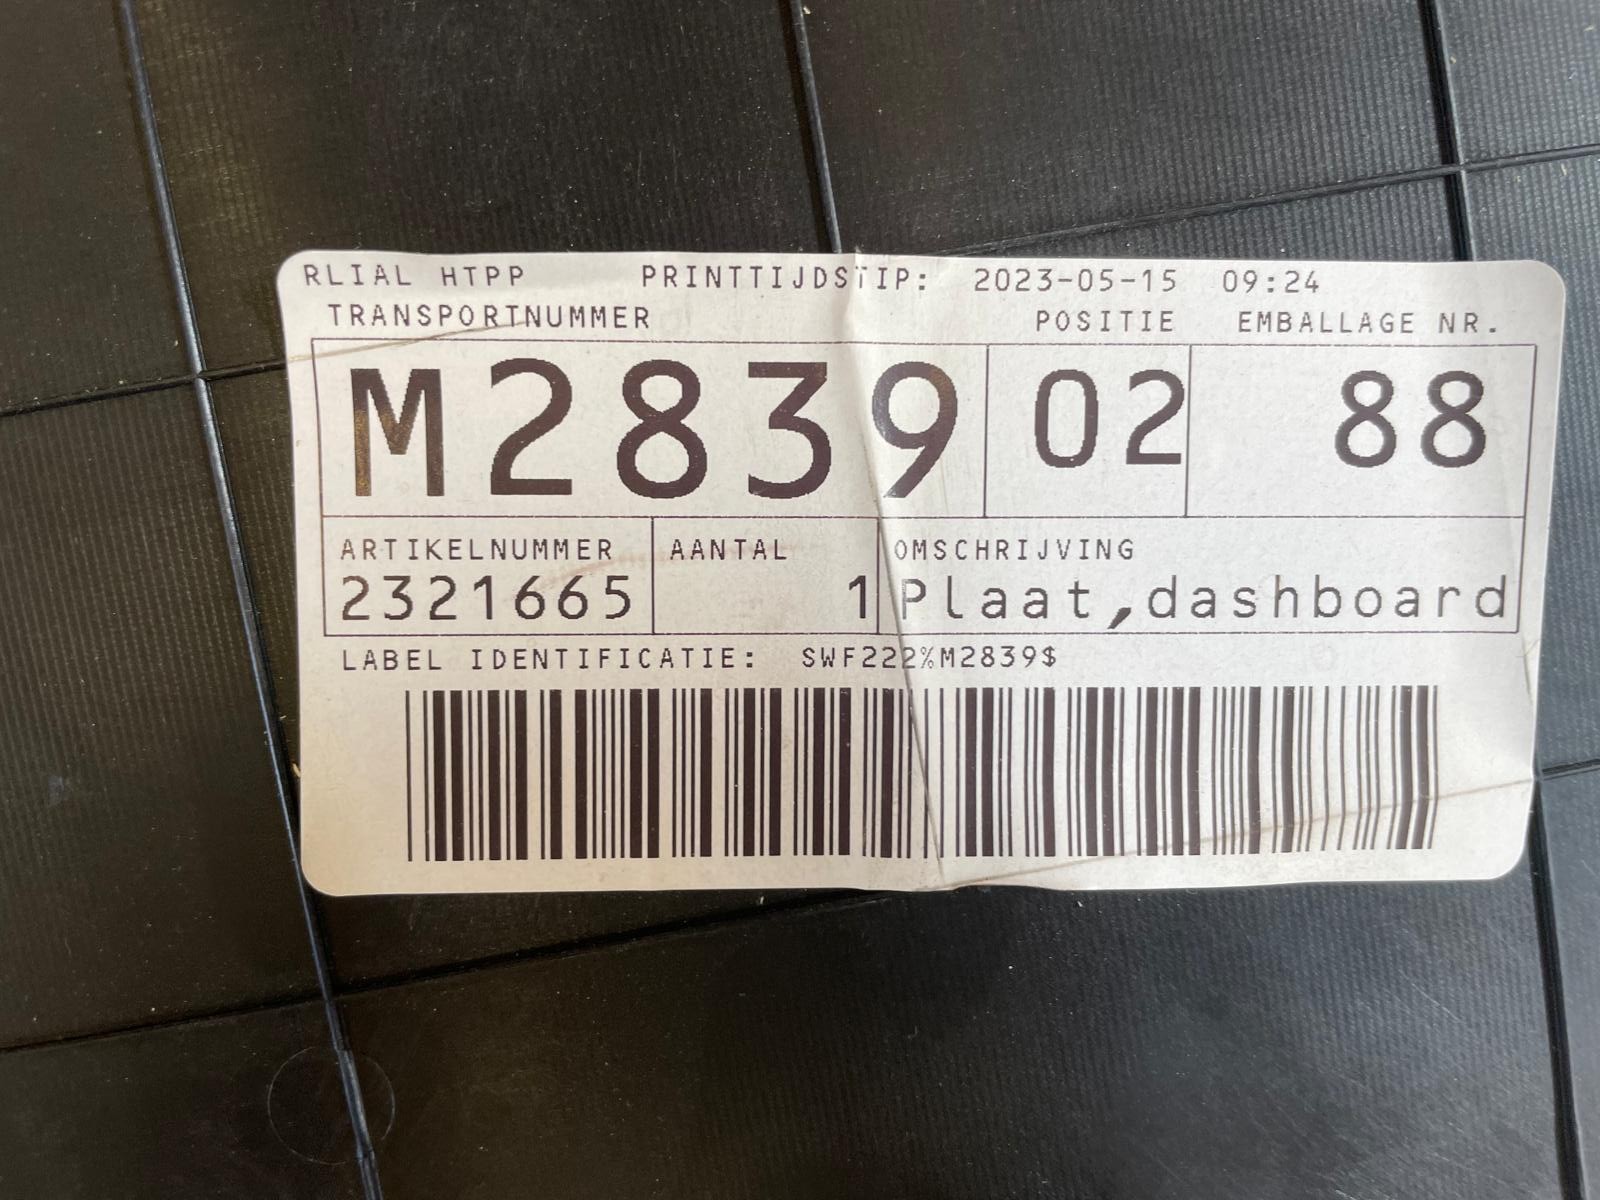 RLIAL HTPP PRINTTIJDSTIP: 2023-05-15 09:24
TRANSPORTNUMMER POSITIE EMBALLAGE NR.
M2839 02 88
ARTIKELNUMMER AANTAL OMSCHRIJVING
2321665 1 Plaat,dashboard
LABEL IDENTIFICATIE: SWF222%M2839$